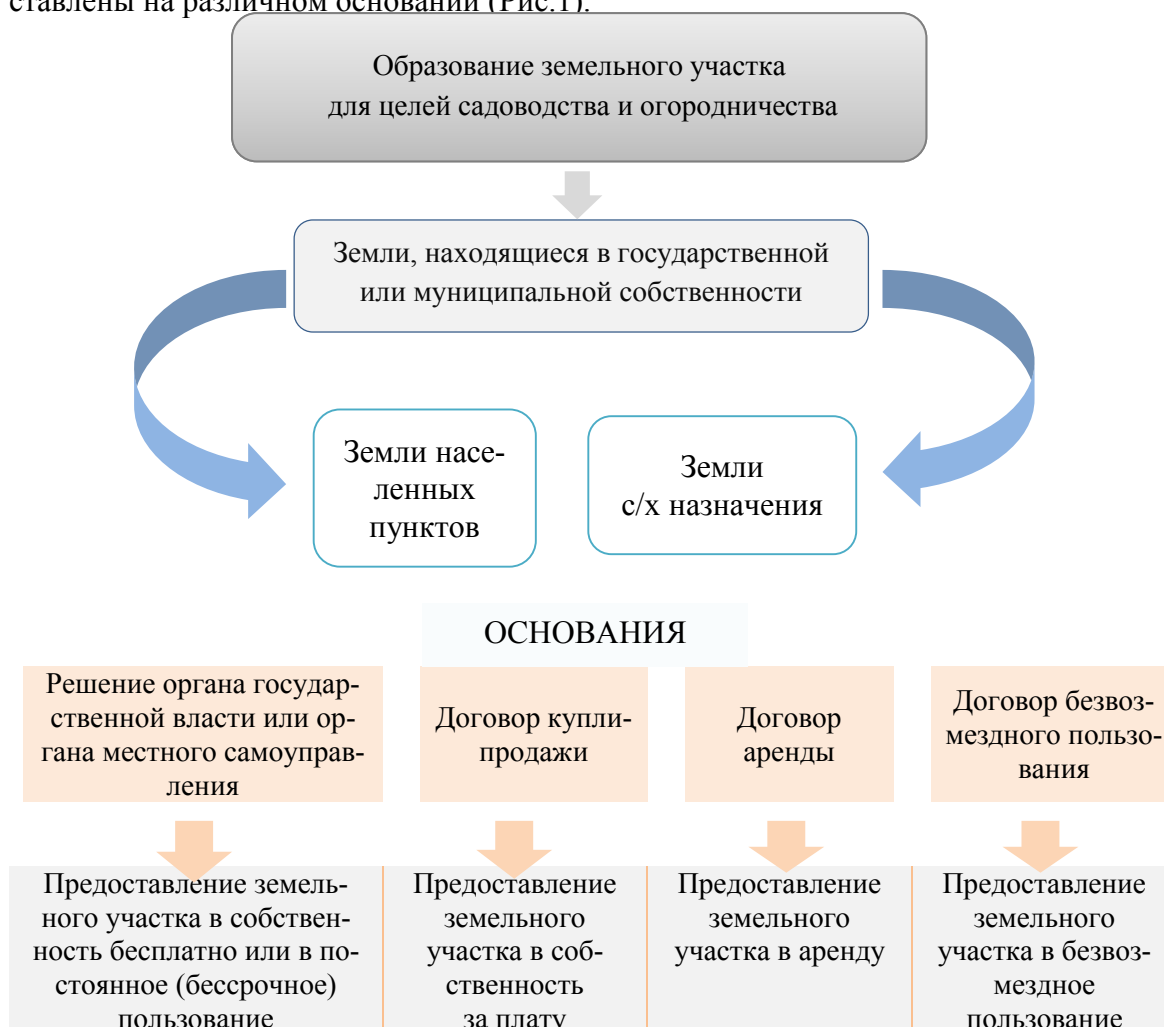 ставлены на различном основании (Рис.1).
Образование земельного участка
для целей садоводства и огородничества
Земли, находящиеся в государственной
или муниципальной собственности
Земли насе-
ленных
пунктов
Земли
с/х назначения
ОСНОВАНИЯ
Решение органа государ-
ственной власти или ор-
гана местного самоуправ-
ления
Договор купли-
продажи
Договор
аренды
Договор безвоз-
мездного пользо-
вания
Предоставление земель-
ного участка в собствен-
ность бесплатно или в по-
стоянное (бессрочное)
пользование
Предоставление
земельного
участка в соб-
ственность
за плату
Предоставление
земельного
участка в аренду
Предоставление
земельного
участка в безвоз-
мездное
пользование